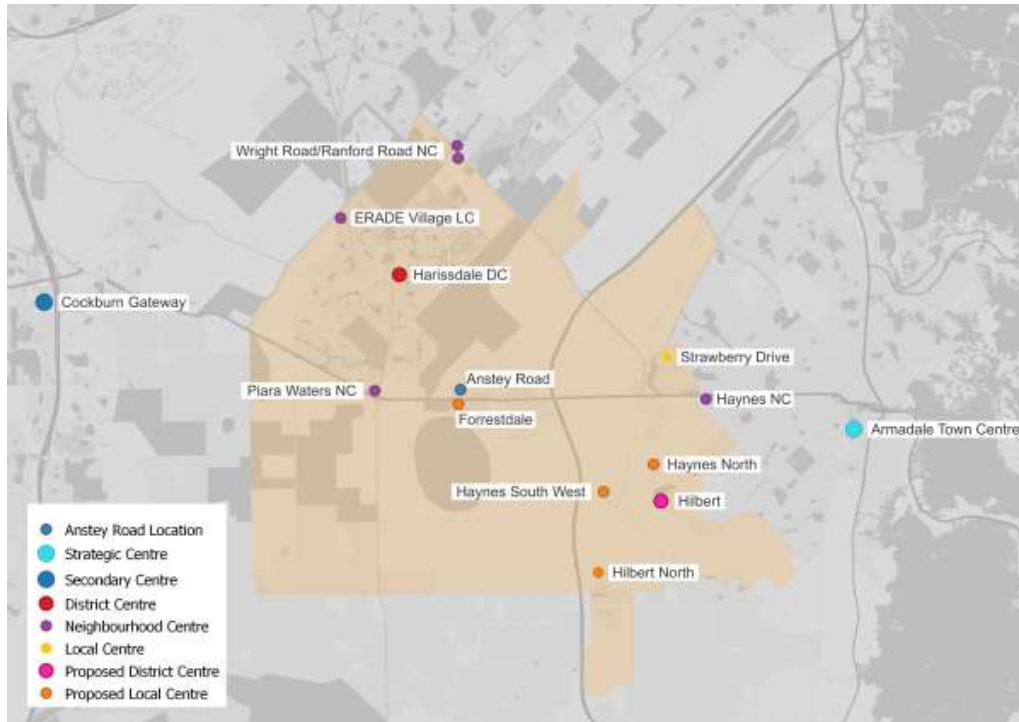 Wright Road/Ranford Road NC
ERADE Village LC
Harissdale DC
Cockburn Gateway
Strawberry Drive
Anstey Road
Piara Waters NC
Haynes NC
Forrestdale
Armadale Town Centre
Haynes North
Haynes South West
Hilbert
Hilbert North
Anstey Road Location
Strategic Centre
Secondary Centre
District Centre
Neighbourhood Centre
Local Centre
Proposed District Centre
Proposed Local Centre